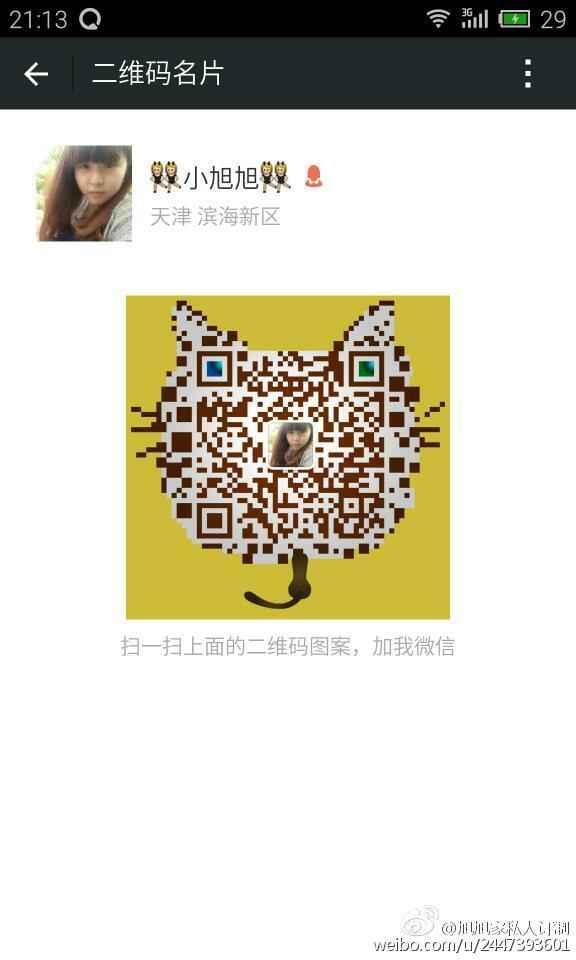 21:13
3G
29
二维码名片
👯小旭旭👯
天津 滨海新区
扫一扫上面的二维码图案，加我微信
@旭旭家私人订制
weibo.com/u/2447393601